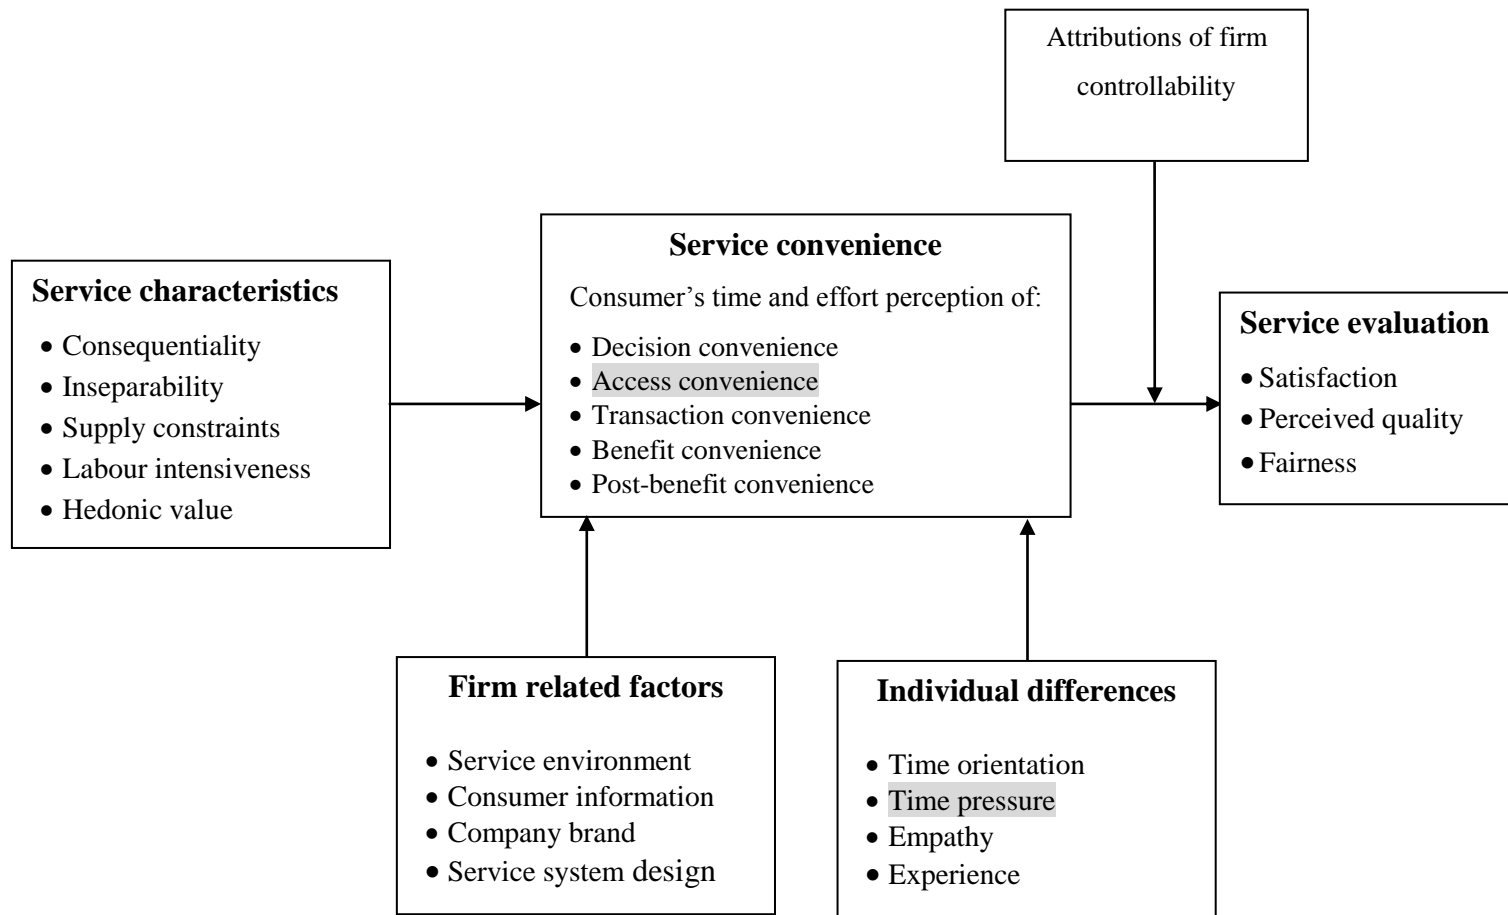 Attributions of firm
controllability
Service convenience
Consumer’s time and effort perception of:
• Decision convenience
• Access convenience
• Transaction convenience
• Benefit convenience
• Post-benefit convenience
Service characteristics
• Consequentiality
• Inseparability
• Supply constraints
• Labour intensiveness
• Hedonic value
Service evaluation
• Satisfaction
• Perceived quality
• Fairness
Firm related factors
• Service environment
• Consumer information
• Company brand
• Service system design
Individual differences
• Time orientation
• Time pressure
• Empathy
• Experience